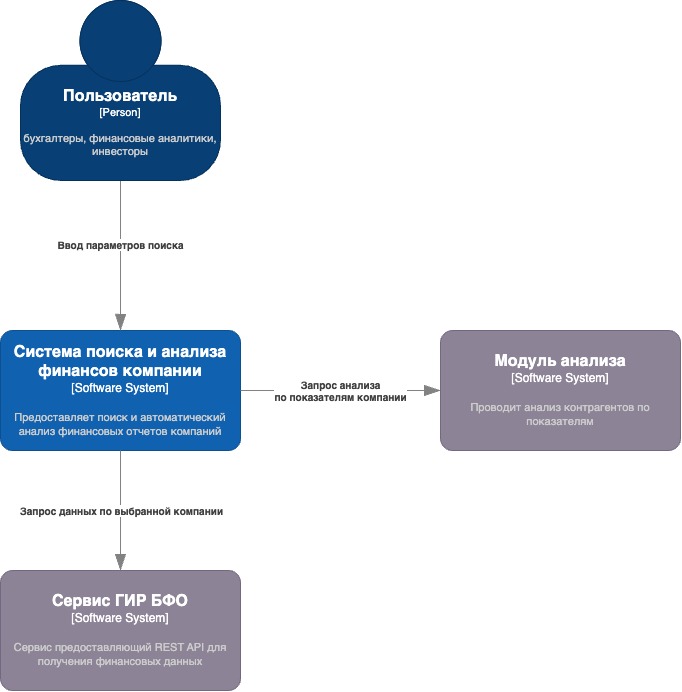 Пользователь
[Person]
бухгалтеры, финансовые аналитики,
инвесторы
Ввод параметров поиска
Система поиска и анализа
финансов компании
[Software System]
Предоставляет поиск и автоматический
анализ финансовых отчетов компаний
Запрос анализа
по показателям компании
Модуль анализа
[Software System]
Проводит анализ контрагентов по
показателям
Запрос данных по выбранной компании
Сервис ГИР БФО
[Software System]
Сервис предоставляющий REST API для
получения финансовых данных